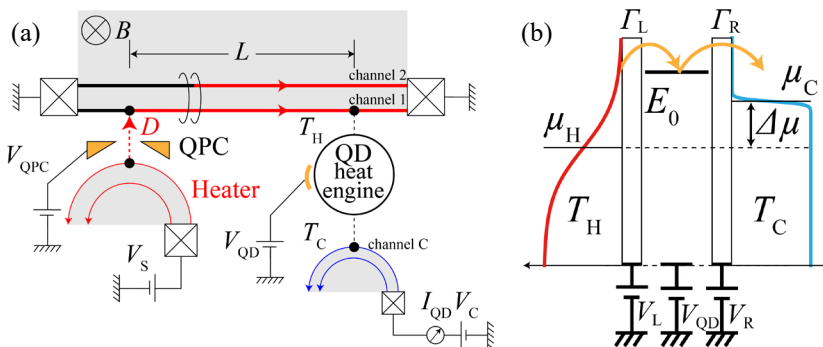 (a)
B
L
channel 2
channel 1
D
T_H
V_QPC
QPC
QD
heat
engine
Heater
V_QD
T_C
channel C
V_S
I_QD V_C
(b)
Γ_L
Γ_R
μ_C
E_0
μ_H
Δμ
T_H
T_C
V_L
V_QD
V_R